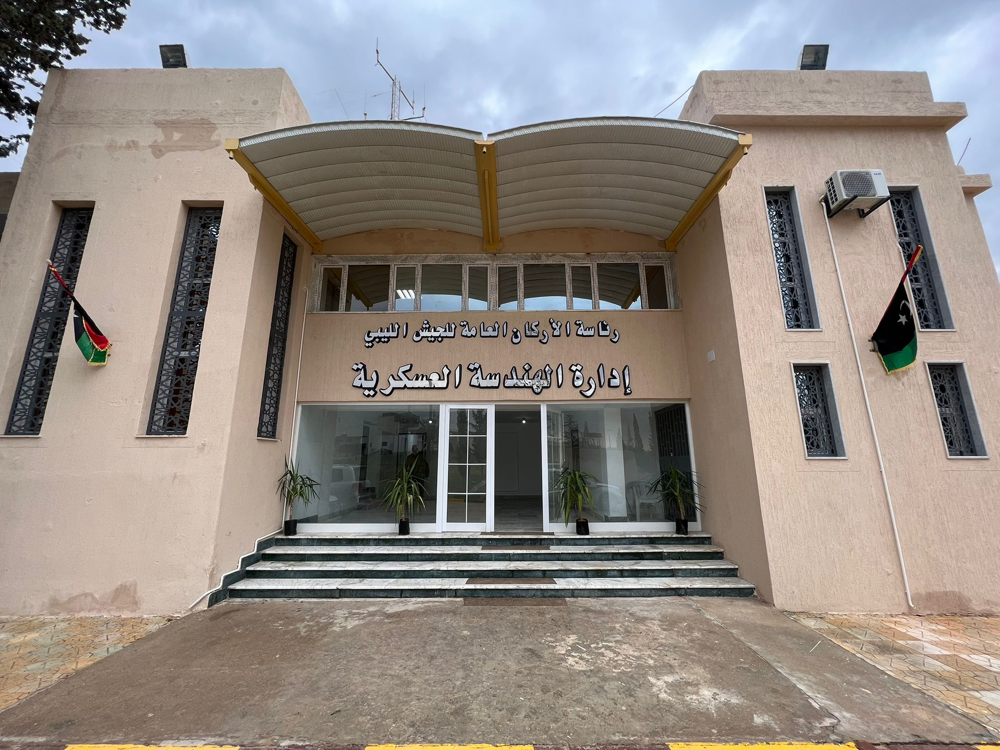 رئاسة الأركان العامة للجيش الليبي
إدارة الهندسة العسكرية